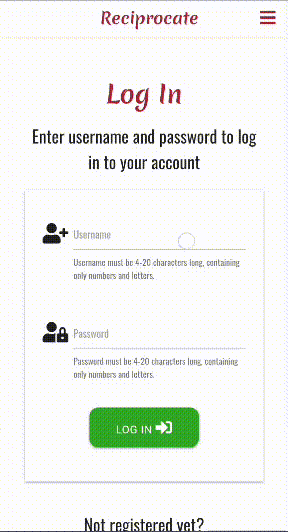 Reciprocate
Log In
Enter username and password to log
in to your account
Username
Username must be 4-20 characters long, containing
only numbers and letters.
Password
Password must be 4-20 characters long, containing
only numbers and letters.
LOG IN
Not registered yet?